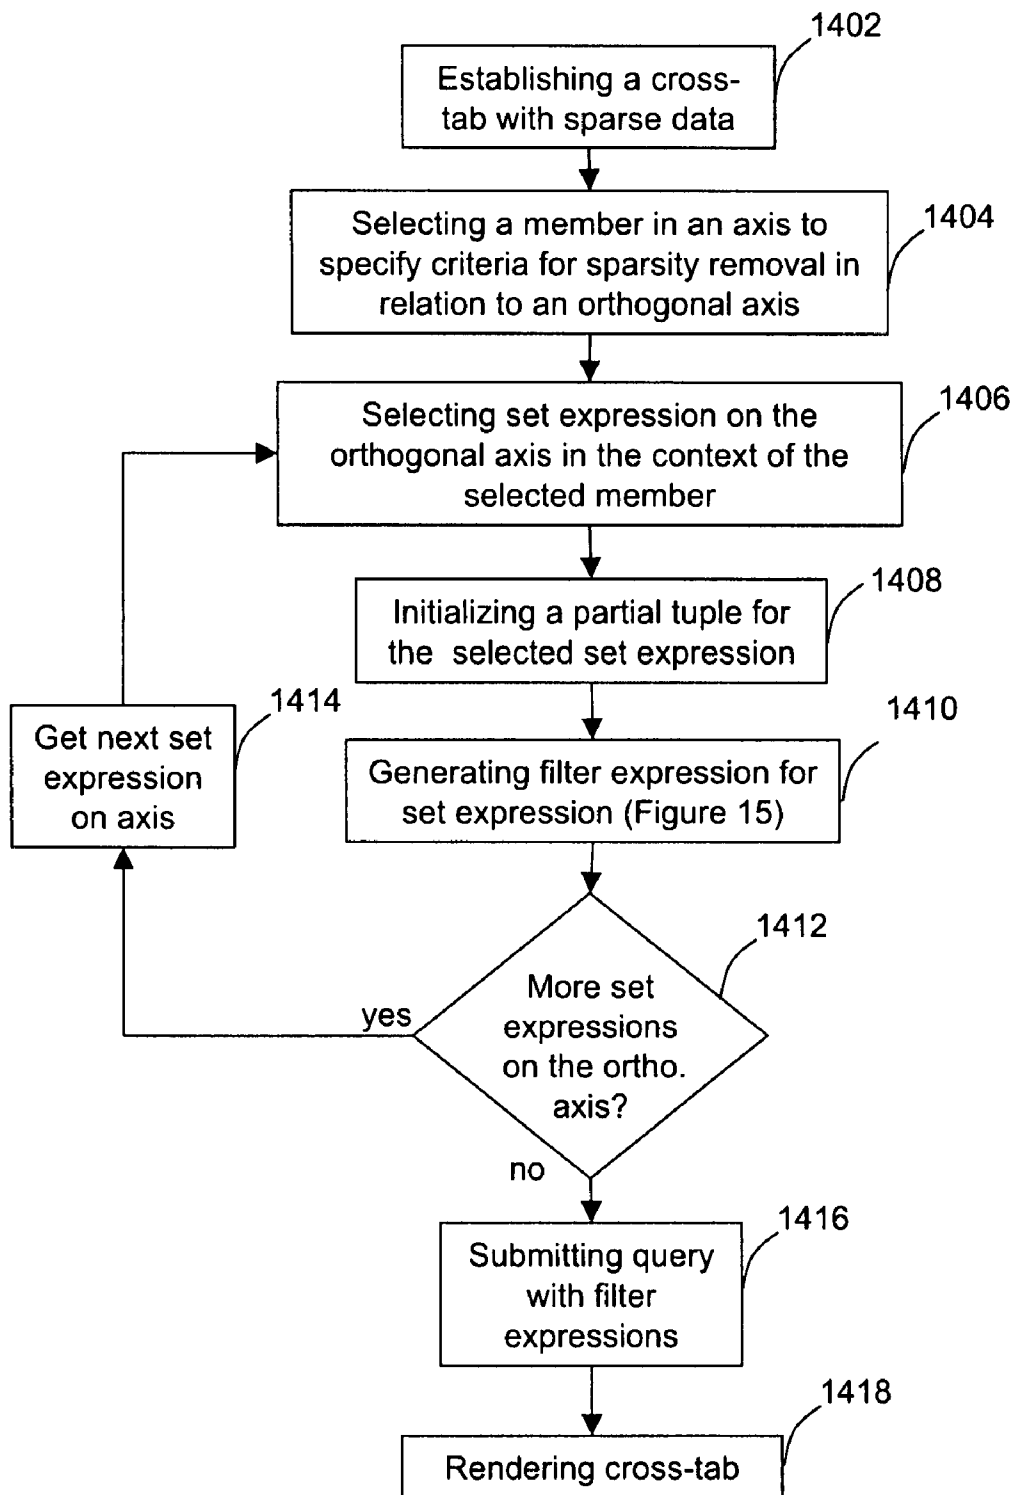 1402
Establishing a cross-
tab with sparse data
1404
Selecting a member in an axis to
specify criteria for sparsity removal in
relation to an orthogonal axis
1406
Selecting set expression on the
orthogonal axis in the context of the
selected member
1408
Initializing a partial tuple for
the selected set expression
1410
Generating filter expression for
set expression (Figure 15)
1414
Get next set
expression
on axis
1412
More set
expressions
on the ortho.
axis?
yes
no
1416
Submitting query
with filter
expressions
1418
Rendering cross-tab